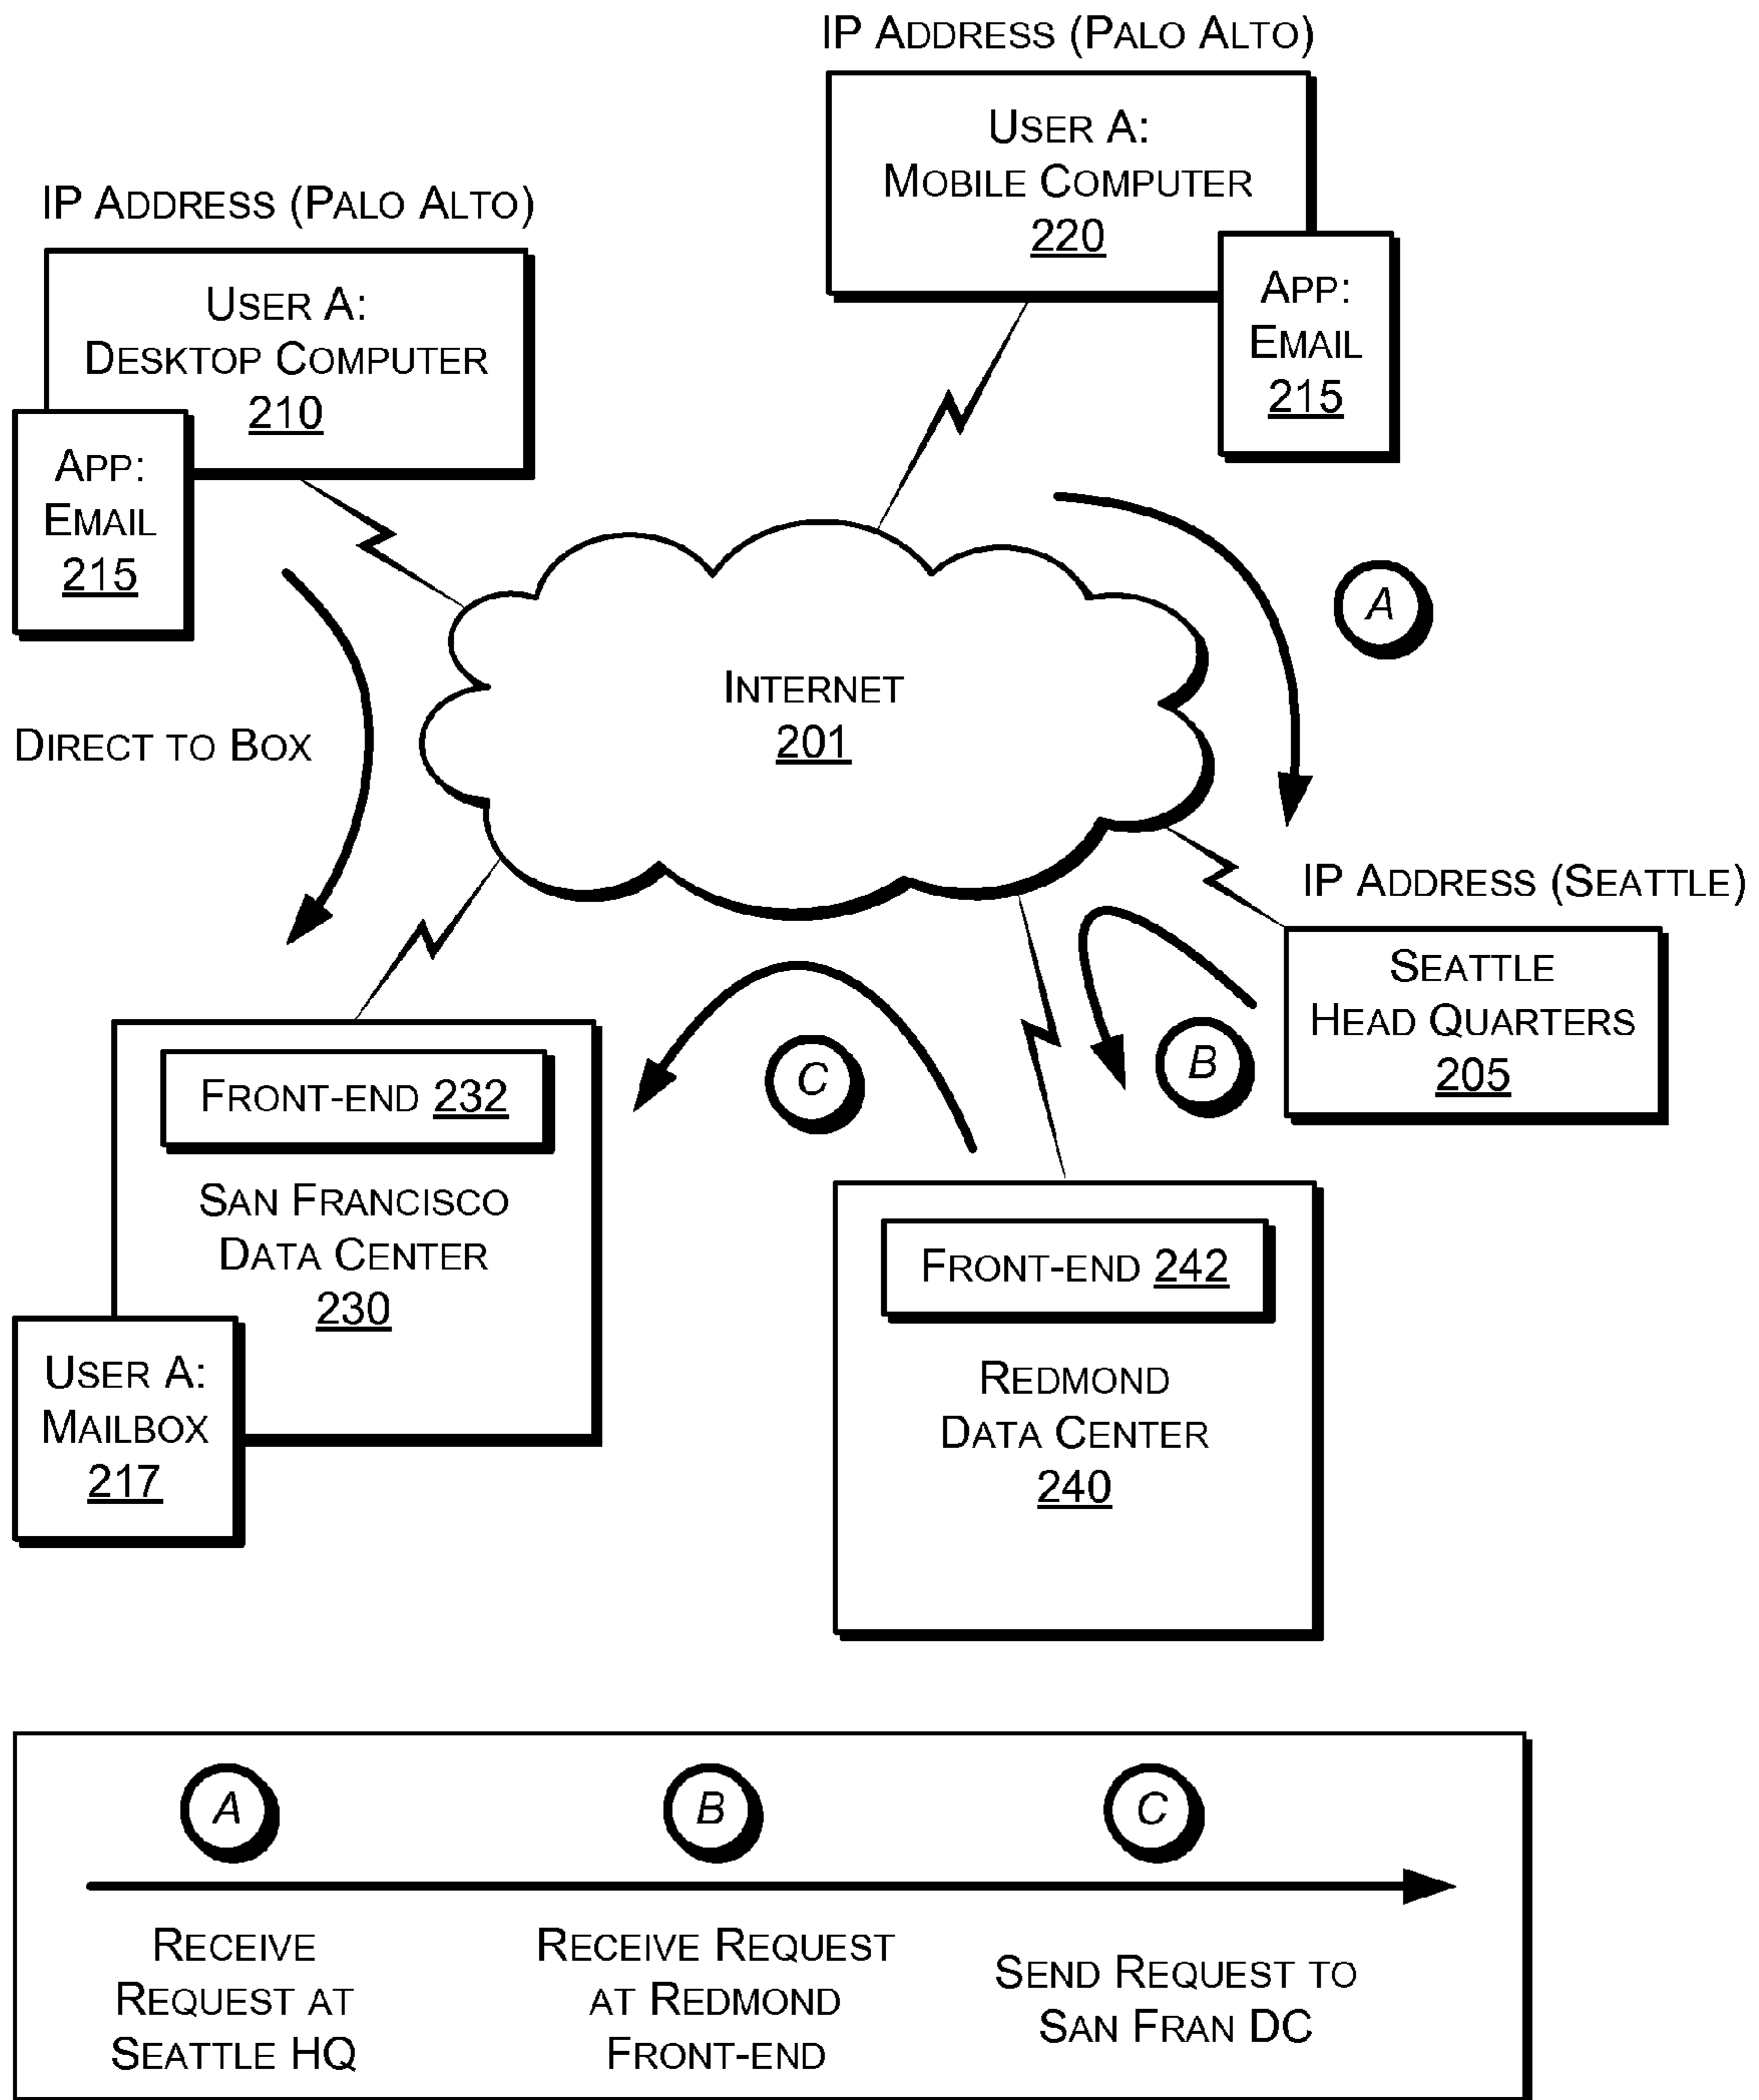 IP ADDRESS (PALO ALTO)
USER A:
MOBILE COMPUTER
220
APP:
EMAIL
215
IP ADDRESS (PALO ALTO)
USER A:
DESKTOP COMPUTER
210
APP:
EMAIL
215
A
INTERNET
201
DIRECT TO BOX
IP ADDRESS (SEATTLE)
SEATTLE
HEAD QUARTERS
205
B
C
FRONT-END 232
SAN FRANCISCO
DATA CENTER
230
USER A:
MAILBOX
217
FRONT-END 242
REDMOND
DATA CENTER
240
A
B
C
RECEIVE
REQUEST AT
SEATTLE HQ
RECEIVE REQUEST
AT REDMOND
FRONT-END
SEND REQUEST TO
SAN FRAN DC